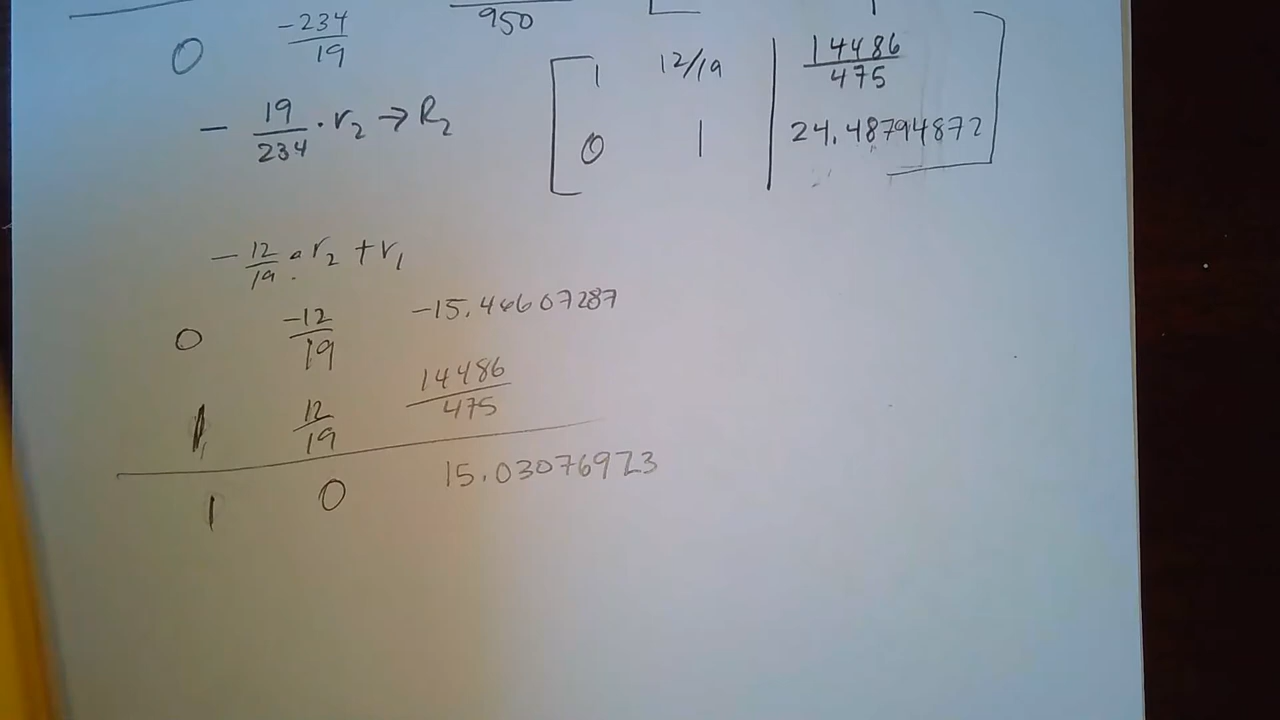 0 -234/19 950
- 19/234 · r₂ → R₂
[ 1 12/19 | 14486/475
0 1 | 24.48794872 ]
- 12/19 · r₂ + r₁
0 -12/19 -15.46607287
1 12/19 14486/475
1 0 15.03076923